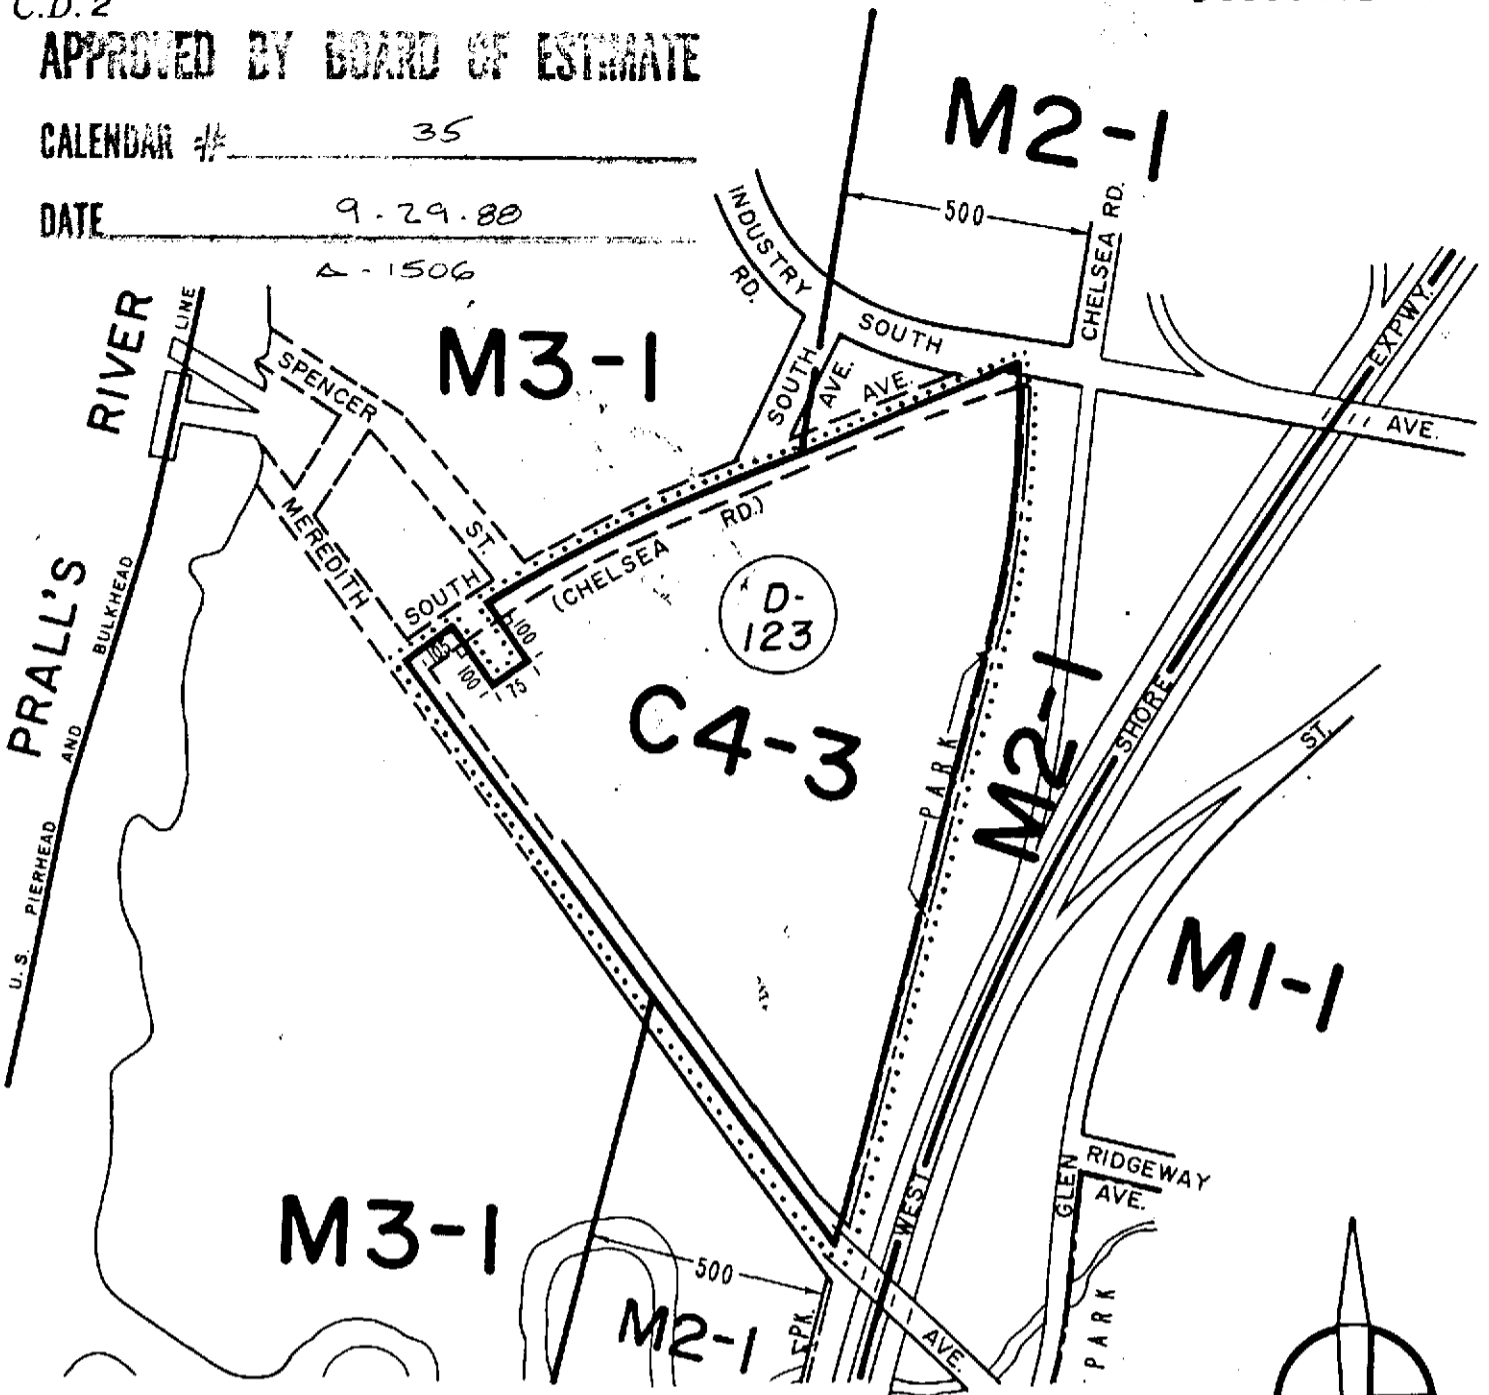 C.D. 2
APPROVED BY BOARD OF ESTIMATE
CALENDAR # 35
DATE 9.29.88
A-1506
M2-1
500
CHELSEA RD.
INDUSTRY
RD.
SOUTH
AVE.
SOUTH
AVE.
EXPWY.
AVE.
RIVER
LINE
SPENCER
ST.
M3-1
MEREDITH
SOUTH
(CHELSEA
RD.)
D-
123
100
105
100
75
C4-3
PARK
M2-1
SHORE
ST.
PRALL'S
BULKHEAD
AND
U.S. PIERHEAD
M1-1
GLEN
RIDGEWAY
AVE.
WEST
M3-1
500
M2-1
PK.
AVE.
PARK